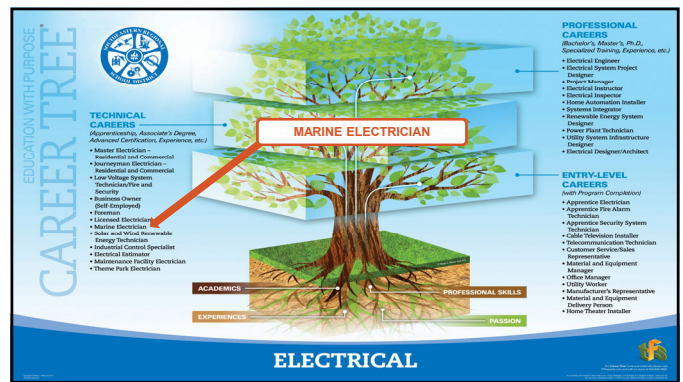 EDUCATION WITH PURPOSE
CAREER TREE
SOUTHEASTERN REGIONAL
SCHOOL DISTRICT
TECHNICAL
CAREERS
(Apprenticeship, Associate's Degree,
Advanced Certification, Experience, etc.)
• Master Electrician –
Residential and Commercial
• Journeyman Electrician –
Residential and Commercial
• Low Voltage System
Technician/Fire and
Security
• Business Owner
(Self-Employed)
• Foreman
• Licensed Electrician
• Marine Electrician
• Solar and Wind Renewable
Energy Technician
• Industrial Control Specialist
• Electrical Estimator
• Maintenance Facility Electrician
• Theme Park Electrician
MARINE ELECTRICIAN
PROFESSIONAL
CAREERS
(Bachelor's, Master's, Ph.D.,
Specialized Training, Experience, etc.)
• Electrical Engineer
• Electrical System Project
Designer
• Project Manager
• Electrical Instructor
• Electrical Inspector
• Home Automation Installer
• Systems Integrator
• Renewable Energy System
Designer
• Power Plant Technician
• Utility System Infrastructure
Designer
• Electrical Designer/Architect
ENTRY-LEVEL
CAREERS
(with Program Completion)
• Apprentice Electrician
• Apprentice Fire Alarm
Technician
• Apprentice Security System
Technician
• Cable Television Installer
• Telecommunication Technician
• Customer Service/Sales
Representative
• Material and Equipment
Manager
• Office Manager
• Utility Worker
• Manufacturer's Representative
• Material and Equipment
Delivery Person
• Home Theater Installer
ACADEMICS
PROFESSIONAL SKILLS
EXPERIENCES
PASSION
ELECTRICAL